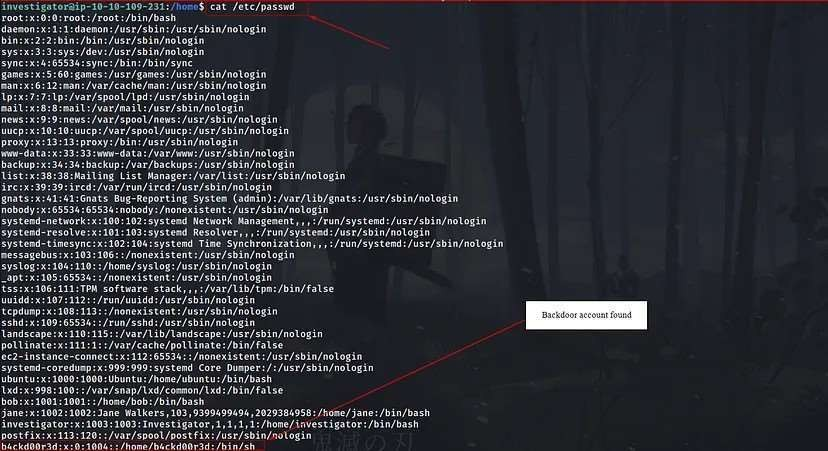 investigator@ip-10-10-109-231:/home$ cat /etc/passwd
root:x:0:0:root:/root:/bin/bash
daemon:x:1:1:daemon:/usr/sbin:/usr/sbin/nologin
bin:x:2:2:bin:/bin:/usr/sbin/nologin
sys:x:3:3:sys:/dev:/usr/sbin/nologin
sync:x:4:65534:sync:/bin:/bin/sync
games:x:5:60:games:/usr/games:/usr/sbin/nologin
man:x:6:12:man:/var/cache/man:/usr/sbin/nologin
lp:x:7:7:lp:/var/spool/lpd:/usr/sbin/nologin
mail:x:8:8:mail:/var/mail:/usr/sbin/nologin
news:x:9:9:news:/var/spool/news:/usr/sbin/nologin
uucp:x:10:10:uucp:/var/spool/uucp:/usr/sbin/nologin
proxy:x:13:13:proxy:/bin:/usr/sbin/nologin
www-data:x:33:33:www-data:/var/www:/usr/sbin/nologin
backup:x:34:34:backup:/var/backups:/usr/sbin/nologin
list:x:38:38:Mailing List Manager:/var/list:/usr/sbin/nologin
irc:x:39:39:ircd:/var/run/ircd:/usr/sbin/nologin
gnats:x:41:41:Gnats Bug-Reporting System (admin):/var/lib/gnats:/usr/sbin/nologin
nobody:x:65534:65534:nobody:/nonexistent:/usr/sbin/nologin
systemd-network:x:100:102:systemd Network Management,,,:/run/systemd:/usr/sbin/nologin
systemd-resolve:x:101:103:systemd Resolver,,,:/run/systemd:/usr/sbin/nologin
systemd-timesync:x:102:104:systemd Time Synchronization,,,:/run/systemd:/usr/sbin/nologin
messagebus:x:103:106::/nonexistent:/usr/sbin/nologin
syslog:x:104:110::/home/syslog:/usr/sbin/nologin
_apt:x:105:65534::/nonexistent:/usr/sbin/nologin
tss:x:106:111:TPM software stack,,,:/var/lib/tpm:/bin/false
uuidd:x:107:112::/run/uuidd:/usr/sbin/nologin
tcpdump:x:108:113::/nonexistent:/usr/sbin/nologin
sshd:x:109:65534::/run/sshd:/usr/sbin/nologin
landscape:x:110:115::/var/lib/landscape:/usr/sbin/nologin
pollinate:x:111:1::/var/cache/pollinate:/bin/false
Backdoor account found
ec2-instance-connect:x:112:65534::/nonexistent:/usr/sbin/nologin
systemd-coredump:x:999:999:systemd Core Dumper:/:/usr/sbin/nologin
ubuntu:x:1000:1000:Ubuntu:/home/ubuntu:/bin/bash
lxd:x:998:100::/var/snap/lxd/common/lxd:/bin/false
bob:x:1001:1001::/home/bob:/bin/bash
jane:x:1002:1002:Jane Walkers,103,9399499494,2029384958:/home/jane:/bin/bash
investigator:x:1003:1003:Investigator,1,1,1,1:/home/investigator:/bin/bash
postfix:x:113:120::/var/spool/postfix:/usr/sbin/nologin
鬼滅の刃
b4ckd00r3d:x:0:1004::/home/b4ckd00r3d:/bin/sh